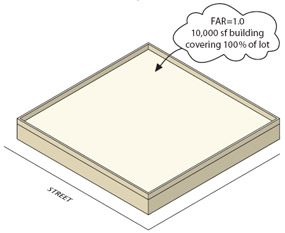 FAR=1.0
10,000 sf building
covering 100% of lot
STREET